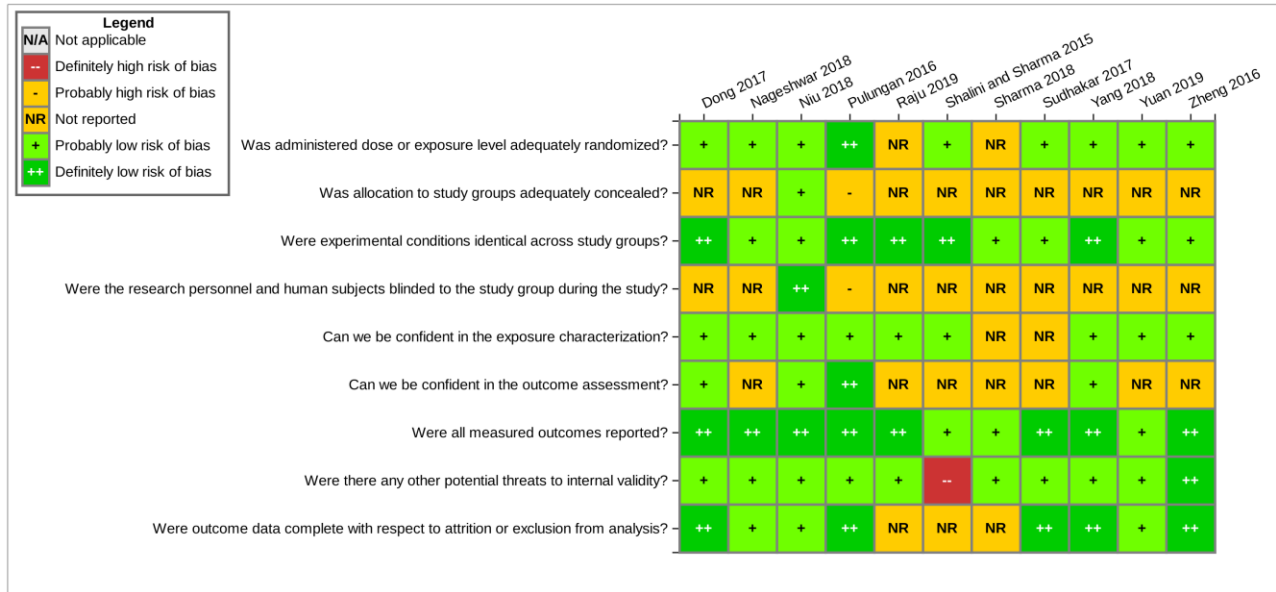 Legend
N/A Not applicable
-- Definitely high risk of bias
- Probably high risk of bias
NR Not reported
+ Probably low risk of bias
++ Definitely low risk of bias
Dong 2017
Nageshwar 2018
Niu 2018
Pulungan 2016
Raju 2019
Shalini and Sharma 2015
Sharma 2018
Sudhakar 2017
Yang 2018
Yuan 2019
Zheng 2016
Was administered dose or exposure level adequately randomized? + + + ++ NR + NR + + + +
Was allocation to study groups adequately concealed? NR NR + - NR NR NR NR NR NR NR
Were experimental conditions identical across study groups? ++ + + ++ ++ ++ + + ++ + +
Were the research personnel and human subjects blinded to the study group during the study? NR NR ++ - NR NR NR NR NR NR NR
Can we be confident in the exposure characterization? + + + + + + NR NR + + +
Can we be confident in the outcome assessment? + NR + ++ NR NR NR NR + NR NR
Were all measured outcomes reported? ++ ++ ++ ++ ++ + + ++ ++ + ++
Were there any other potential threats to internal validity? + + + + + -- + + + + ++
Were outcome data complete with respect to attrition or exclusion from analysis? ++ + + ++ NR NR NR ++ ++ + ++